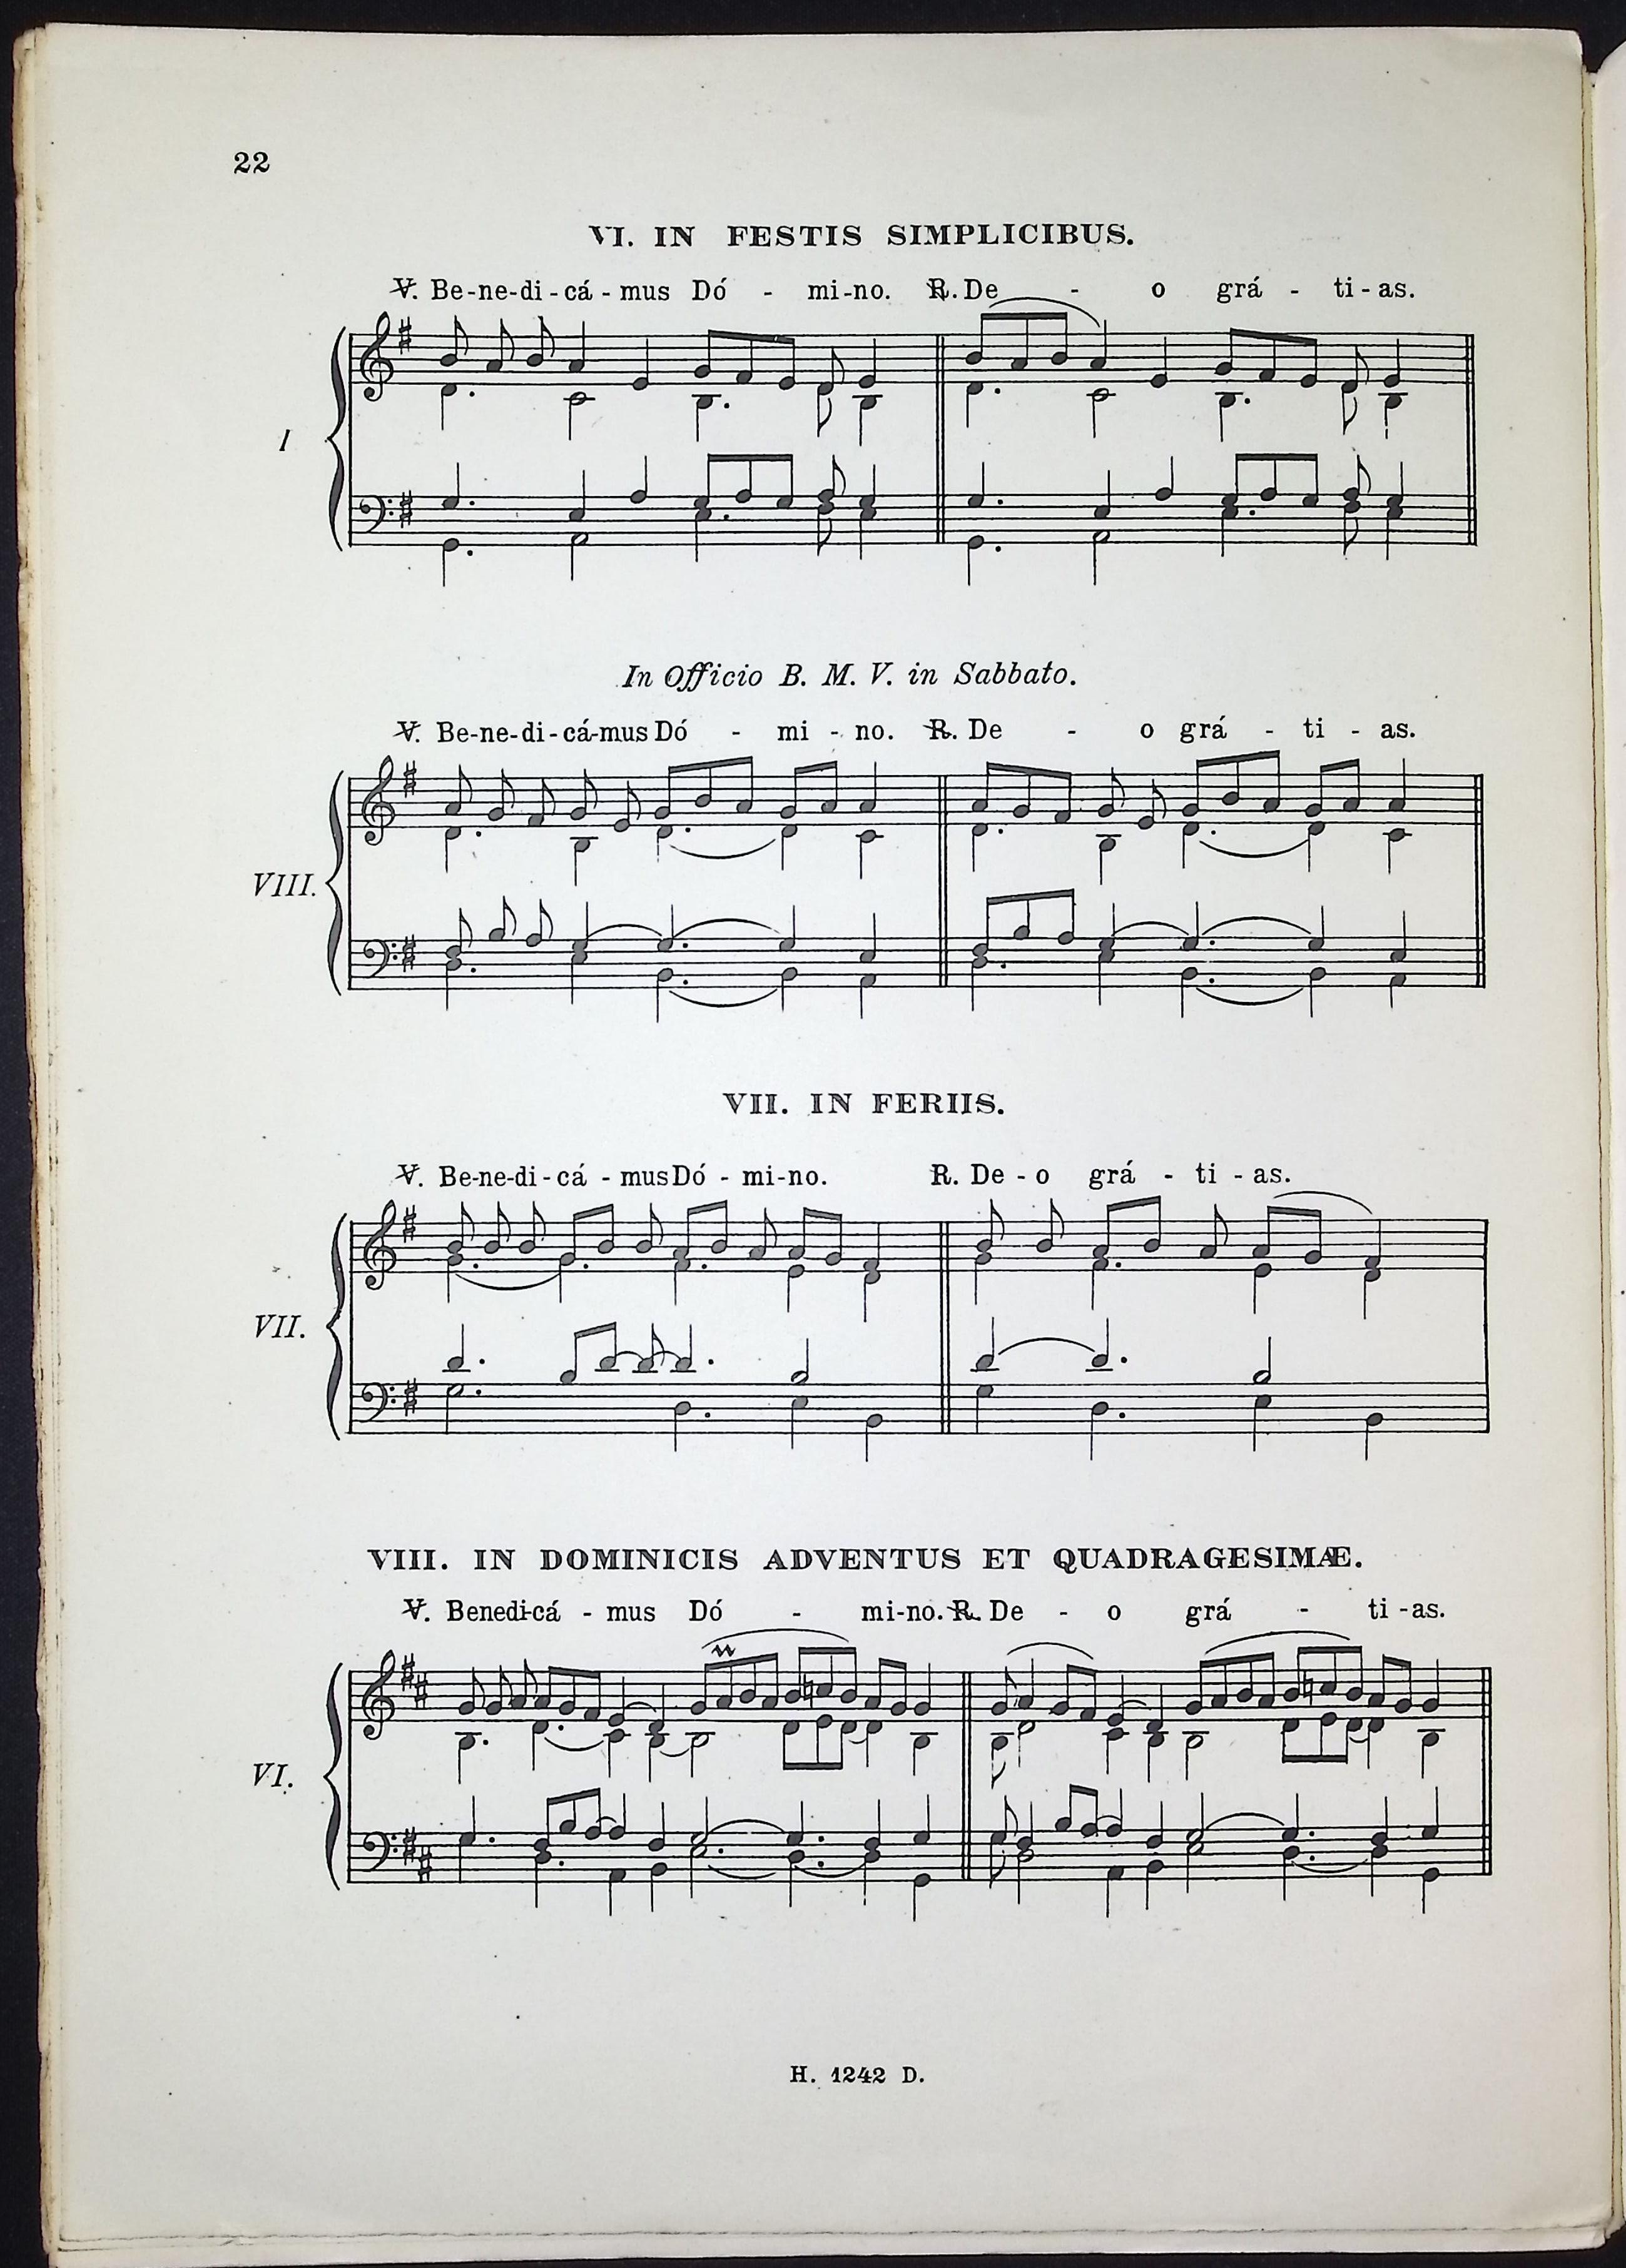 22
VI. IN FESTIS SIMPLICIBUS.
℣. Be-ne-di-cá-mus Dó - mi-no. ℟. De - o grá - ti-as.
I
In Officio B. M. V. in Sabbato.
℣. Be-ne-di-cá-mus Dó - mi - no. ℟. De - o grá - ti - as.
VIII.
VII. IN FERIIS.
℣. Be-ne-di-cá - mus Dó - mi-no. R. De - o grá - ti - as.
VII.
VIII. IN DOMINICIS ADVENTUS ET QUADRAGESIMÆ.
℣. Benedi-cá - mus Dó - mi-no. ℟. De - o grá - ti-as.
VI.
H. 1242 D.